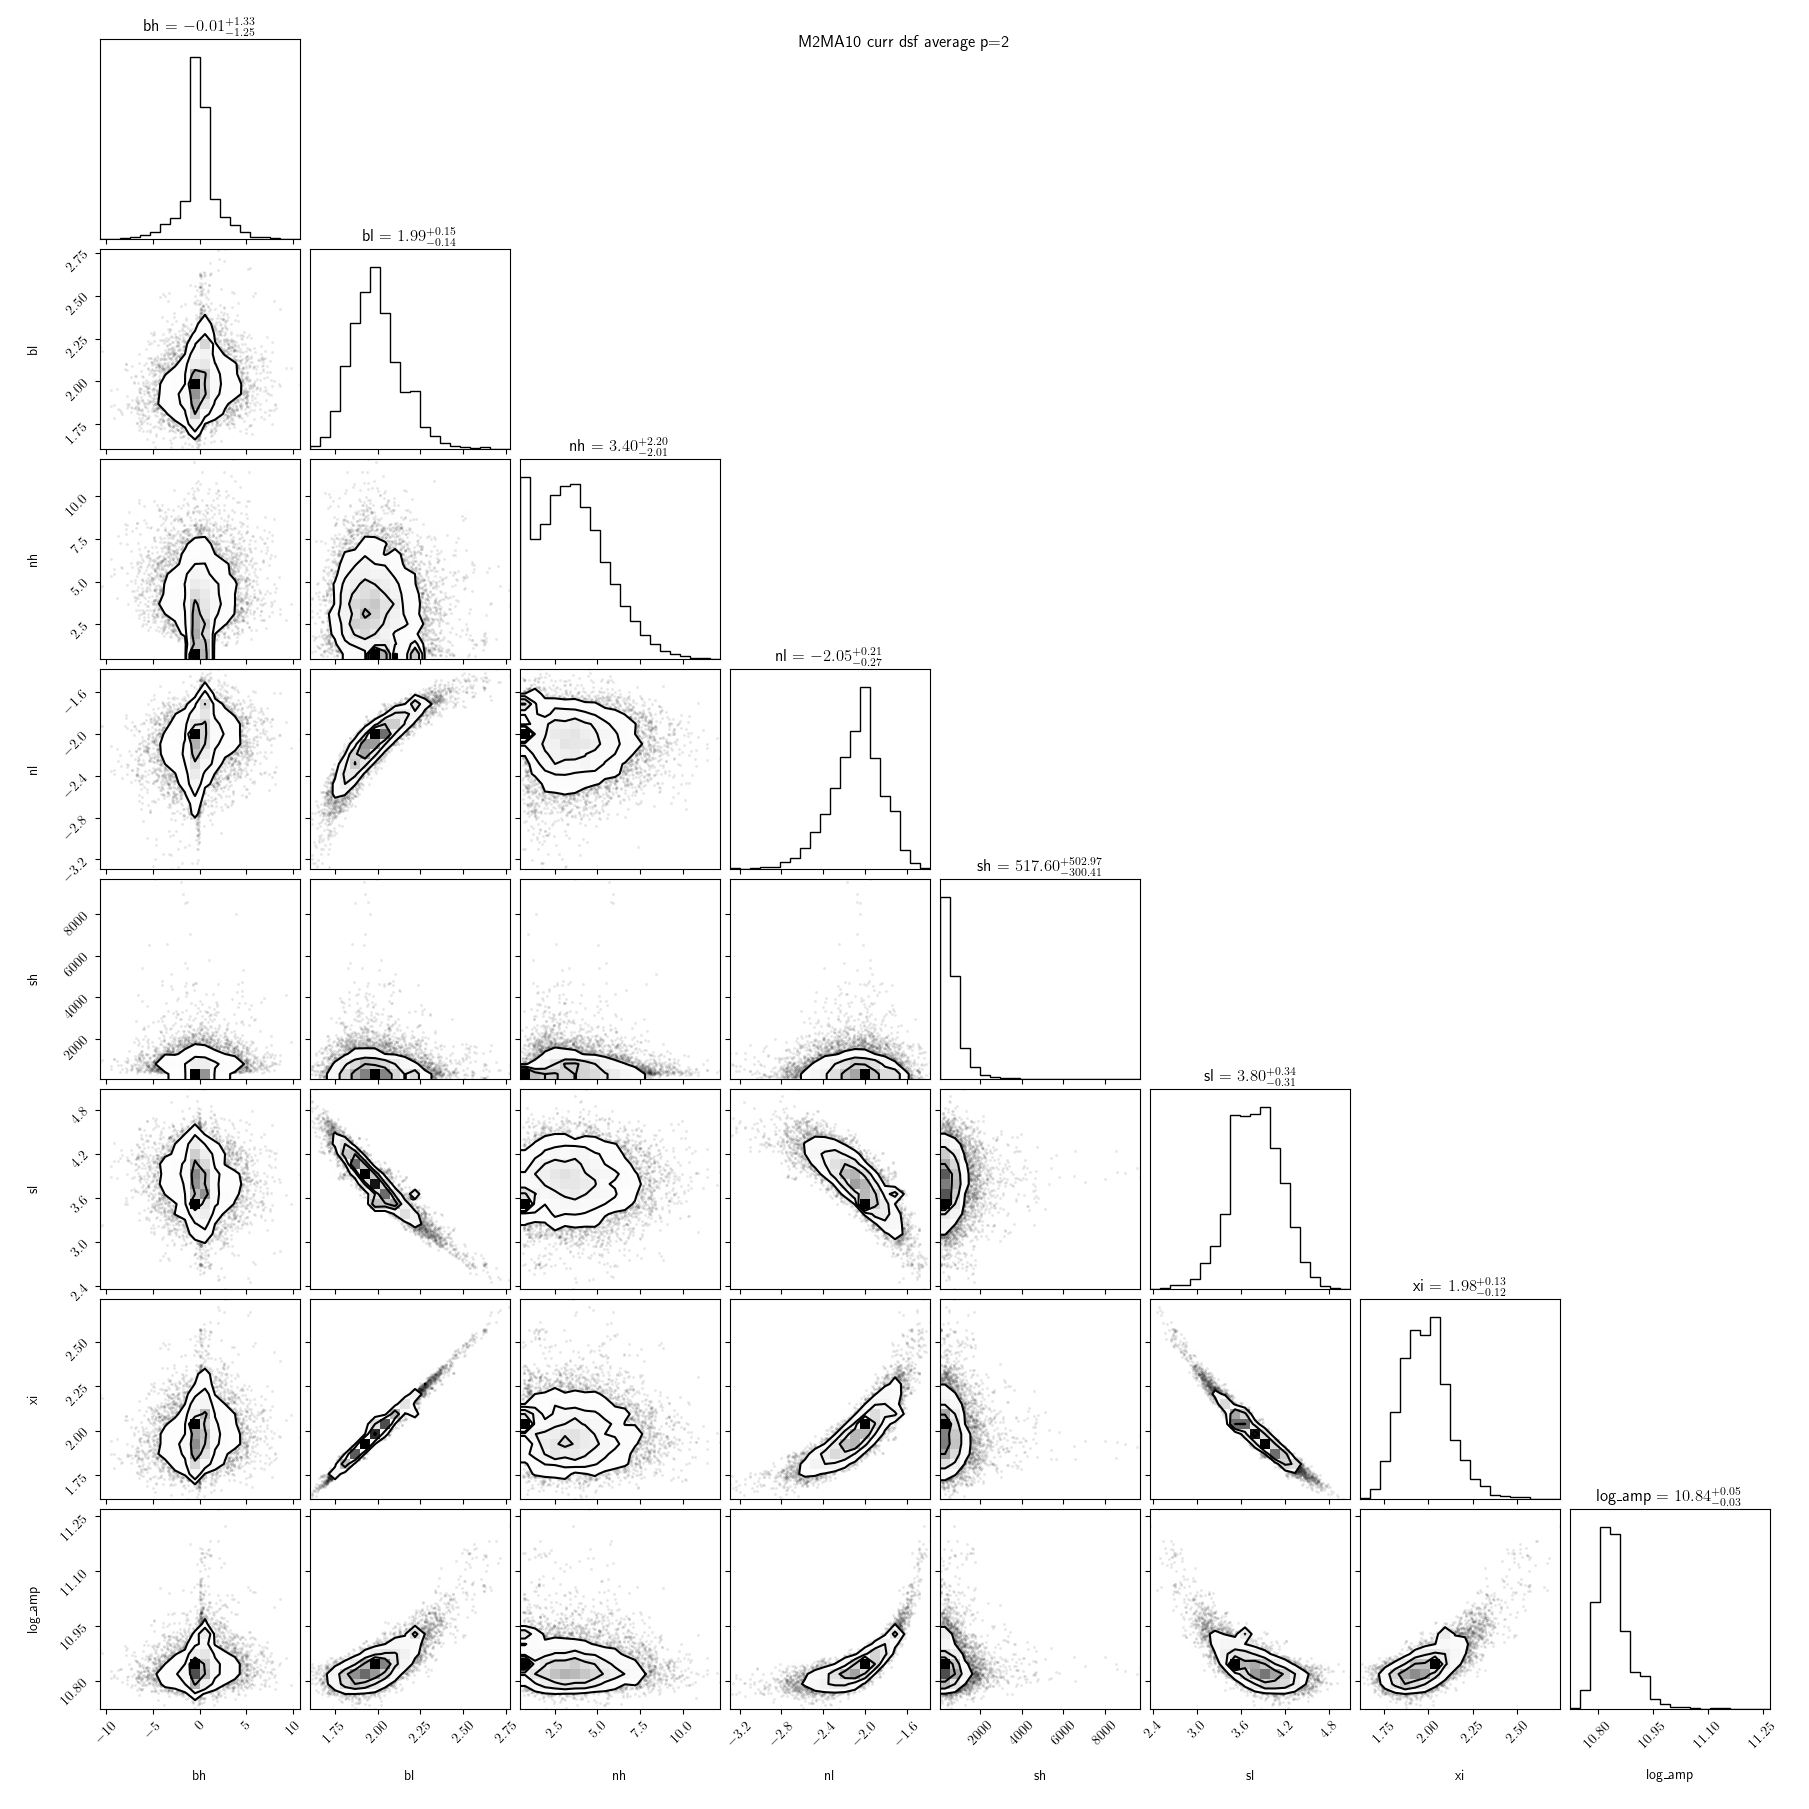 M2MA10 curr dsf average p=2
bh = −0.01 +1.33 −1.25
bl = 1.99 +0.15 −0.14
nh = 3.40 +2.20 −2.01
nl = −2.05 +0.21 −0.27
sh = 517.60 +502.97 −300.41
sl = 3.80 +0.34 −0.31
xi = 1.98 +0.13 −0.12
log_amp = 10.84 +0.05 −0.03
bl
2.75
2.50
2.25
2.00
1.75
nh
10.0
7.5
5.0
2.5
nl
−1.6
−2.0
−2.4
−2.8
−3.2
sh
8000
6000
4000
2000
sl
4.8
4.2
3.6
3.0
2.4
xi
2.50
2.25
2.00
1.75
log_amp
11.25
11.10
10.95
10.80
−10 −5 0 5 10
1.75 2.00 2.25 2.50 2.75
2.5 5.0 7.5 10.0
−3.2 −2.8 −2.4 −2.0 −1.6
2000 4000 6000 8000
2.4 3.0 3.6 4.2 4.8
1.75 2.00 2.25 2.50
10.80 10.95 11.10 11.25
bh bl nh nl sh sl xi log_amp